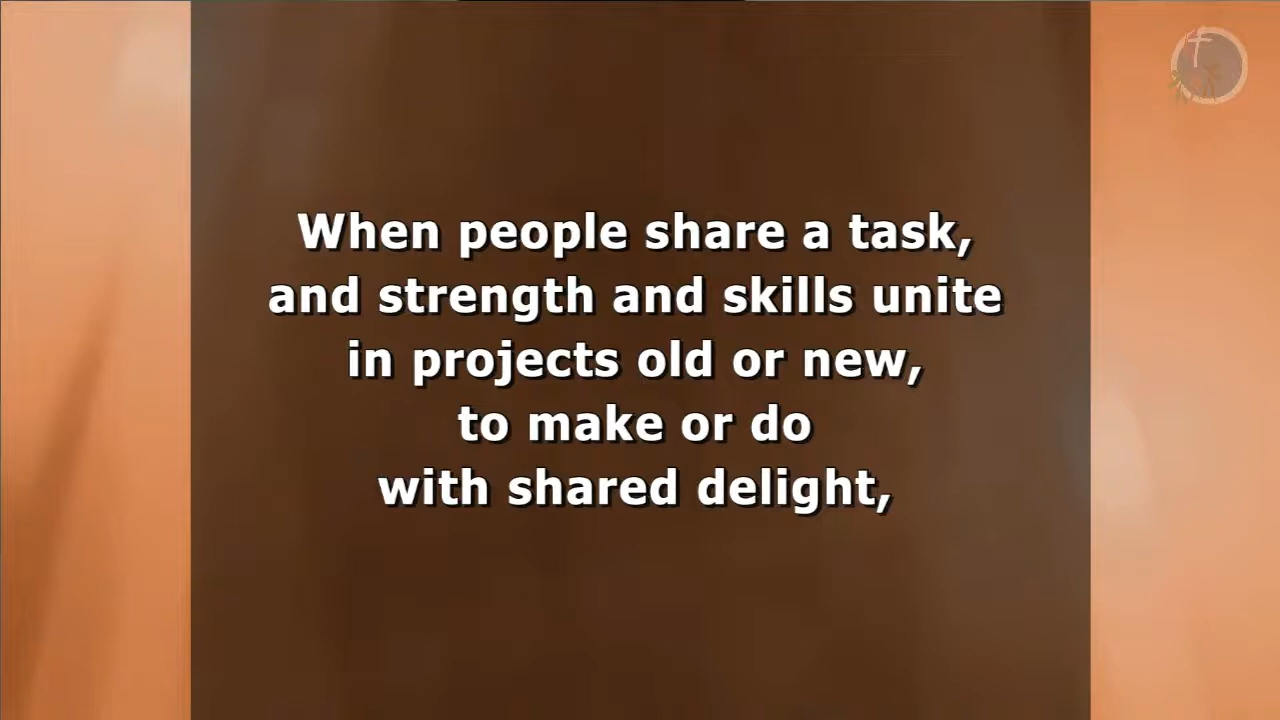 When people share a task,
and strength and skills unite
in projects old or new,
to make or do
with shared delight,